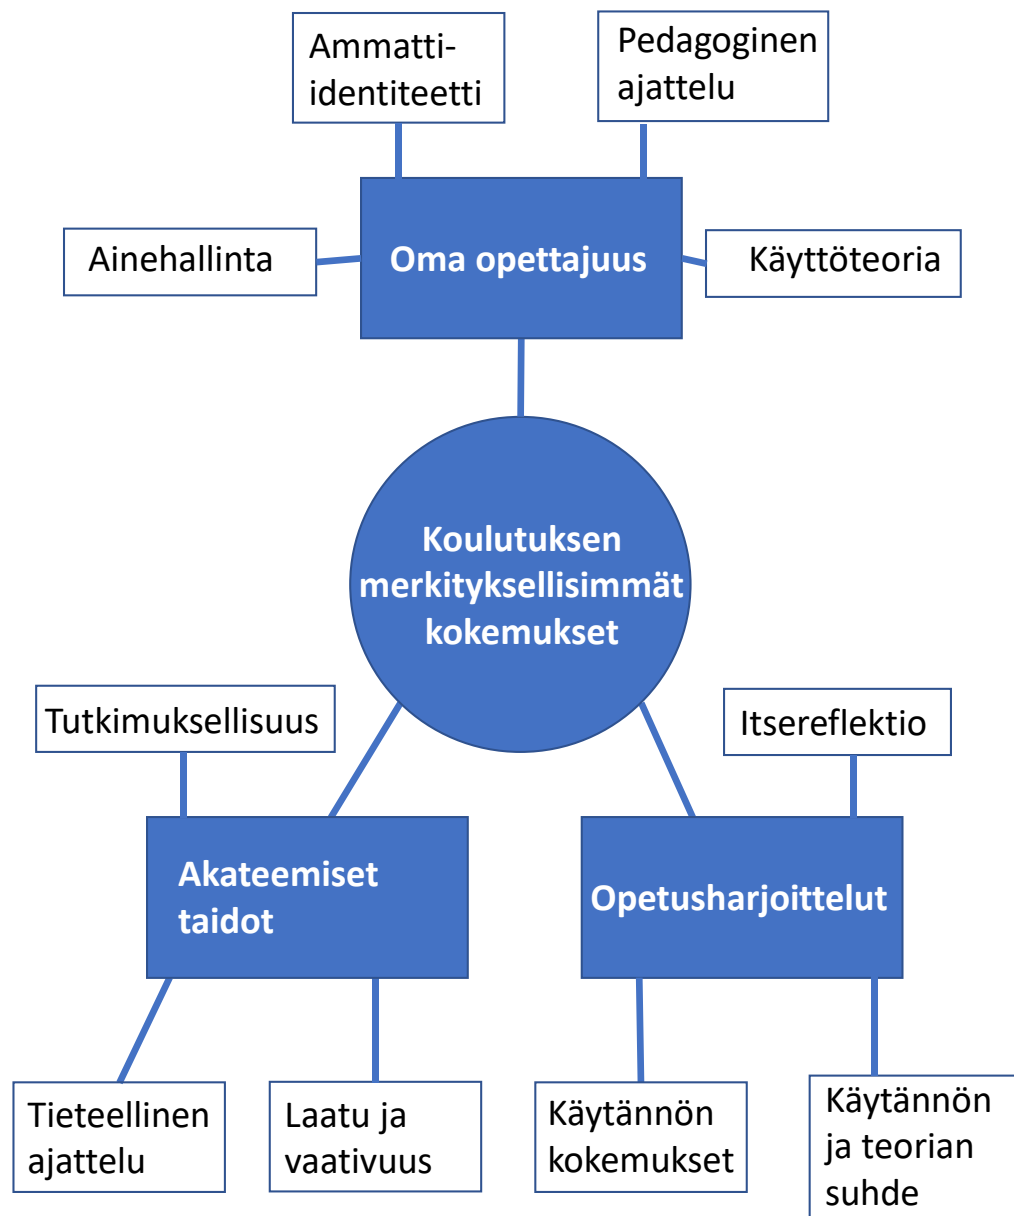 Ammatti-
identiteetti
Pedagoginen
ajattelu
Ainehallinta
Oma opettajuus
Käyttöteoria
Koulutuksen
merkityksellisimmät
kokemukset
Tutkimuksellisuus
Itsereflektio
Akateemiset
taidot
Opetusharjoittelut
Tieteellinen
ajattelu
Laatu ja
vaativuus
Käytännön
kokemukset
Käytännön
ja teorian
suhde